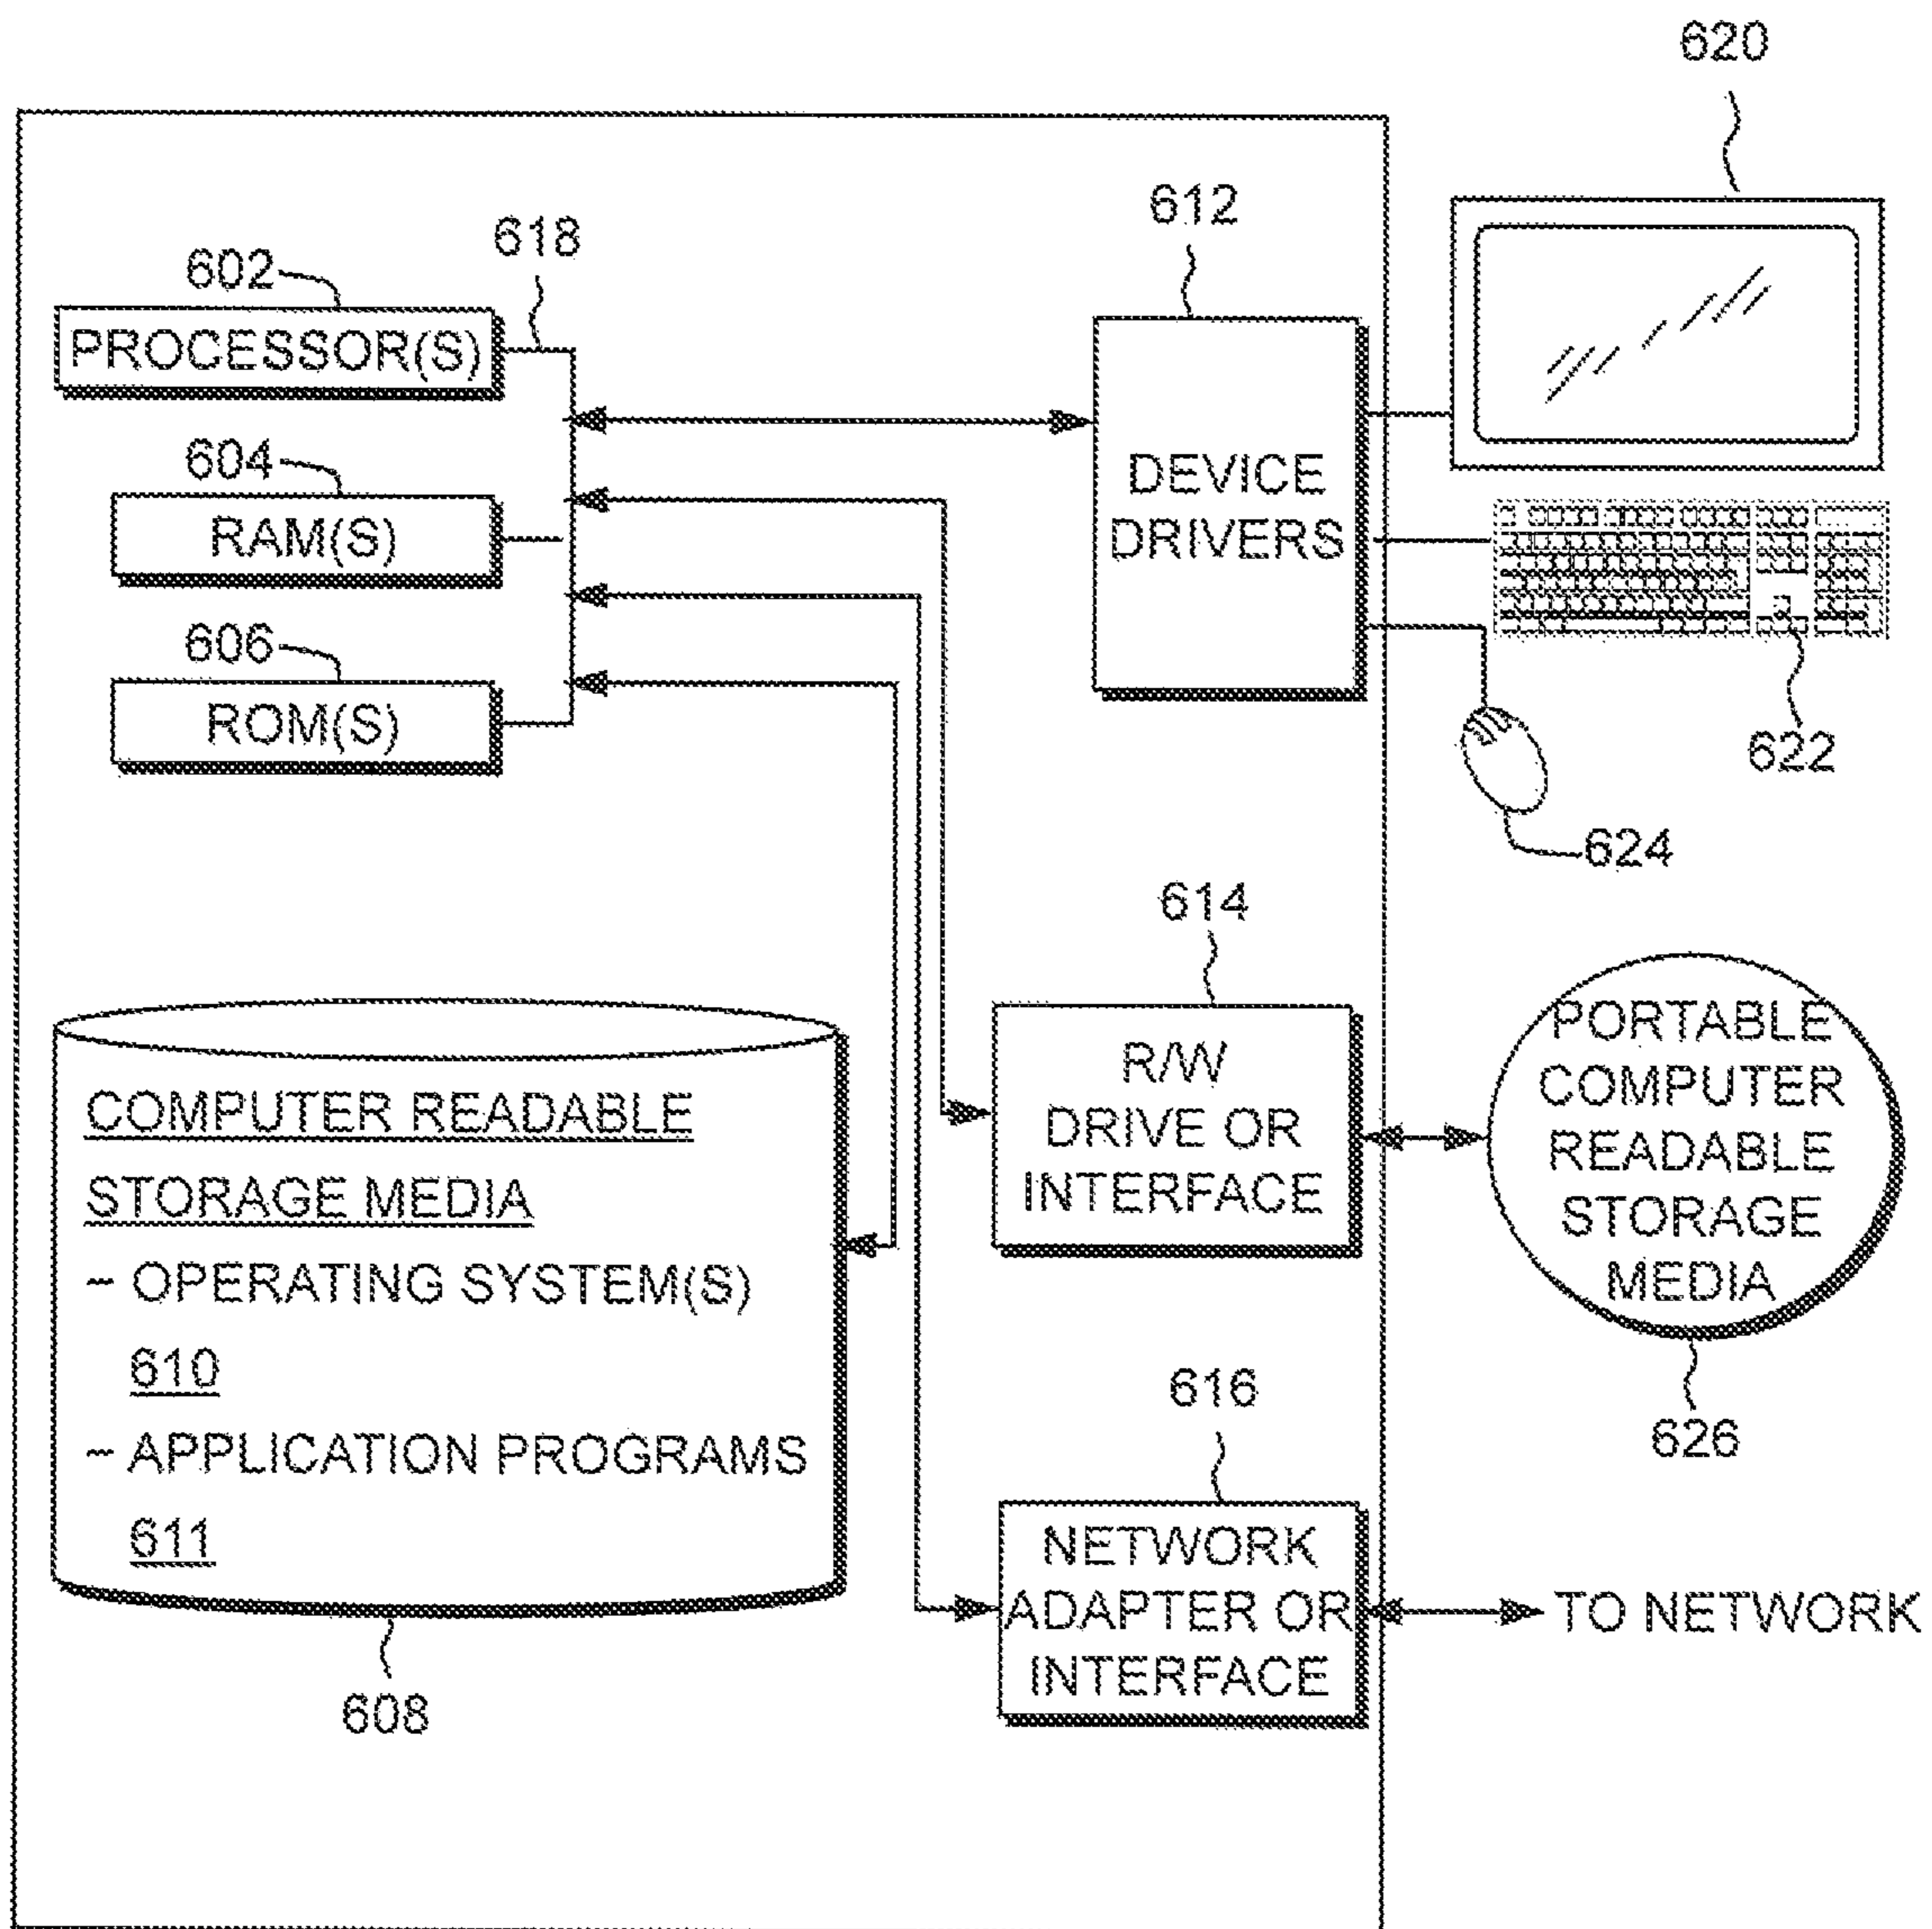 620
612
618
602
PROCESSOR(S)
604
RAM(S)
606
ROM(S)
DEVICE
DRIVERS
622
624
614
R/W
DRIVE OR
INTERFACE
PORTABLE
COMPUTER
READABLE
STORAGE
MEDIA
626
COMPUTER READABLE
STORAGE MEDIA
- OPERATING SYSTEM(S)
610
- APPLICATION PROGRAMS
611
608
616
NETWORK
ADAPTER OR
INTERFACE
TO NETWORK